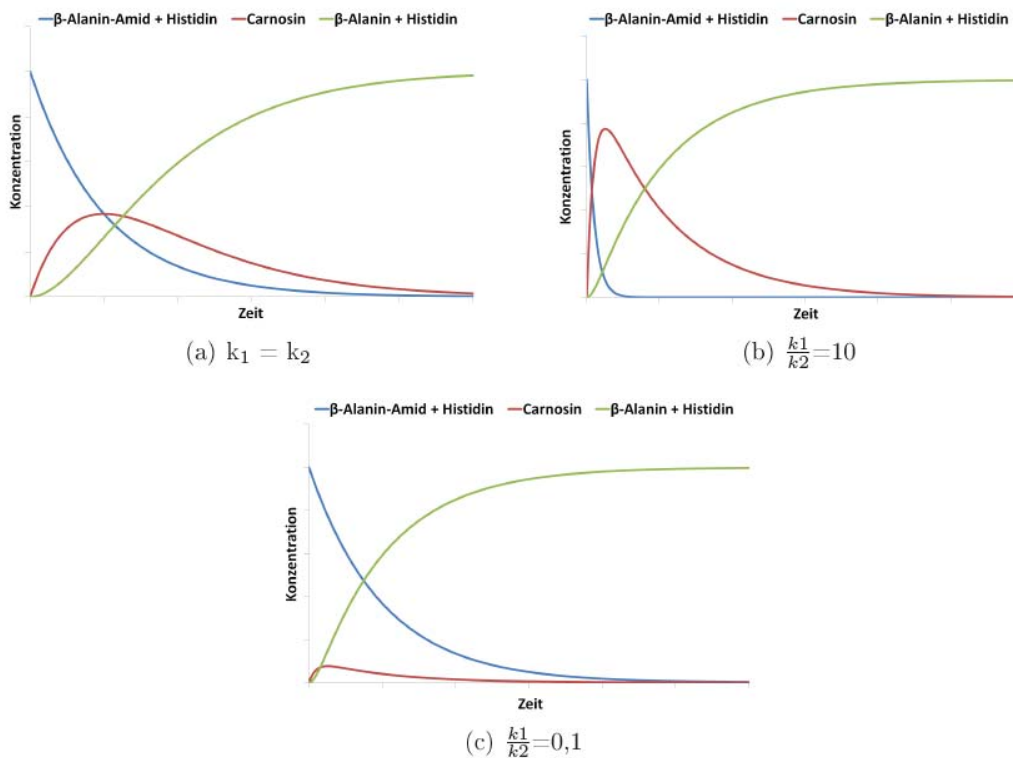 β-Alanin-Amid + Histidin Carnosin β-Alanin + Histidin
Konzentration
Zeit
(a) k₁ = k₂
β-Alanin-Amid + Histidin Carnosin β-Alanin + Histidin
Konzentration
Zeit
(b) k1/k2=10
β-Alanin-Amid + Histidin Carnosin β-Alanin + Histidin
Konzentration
Zeit
(c) k1/k2=0,1